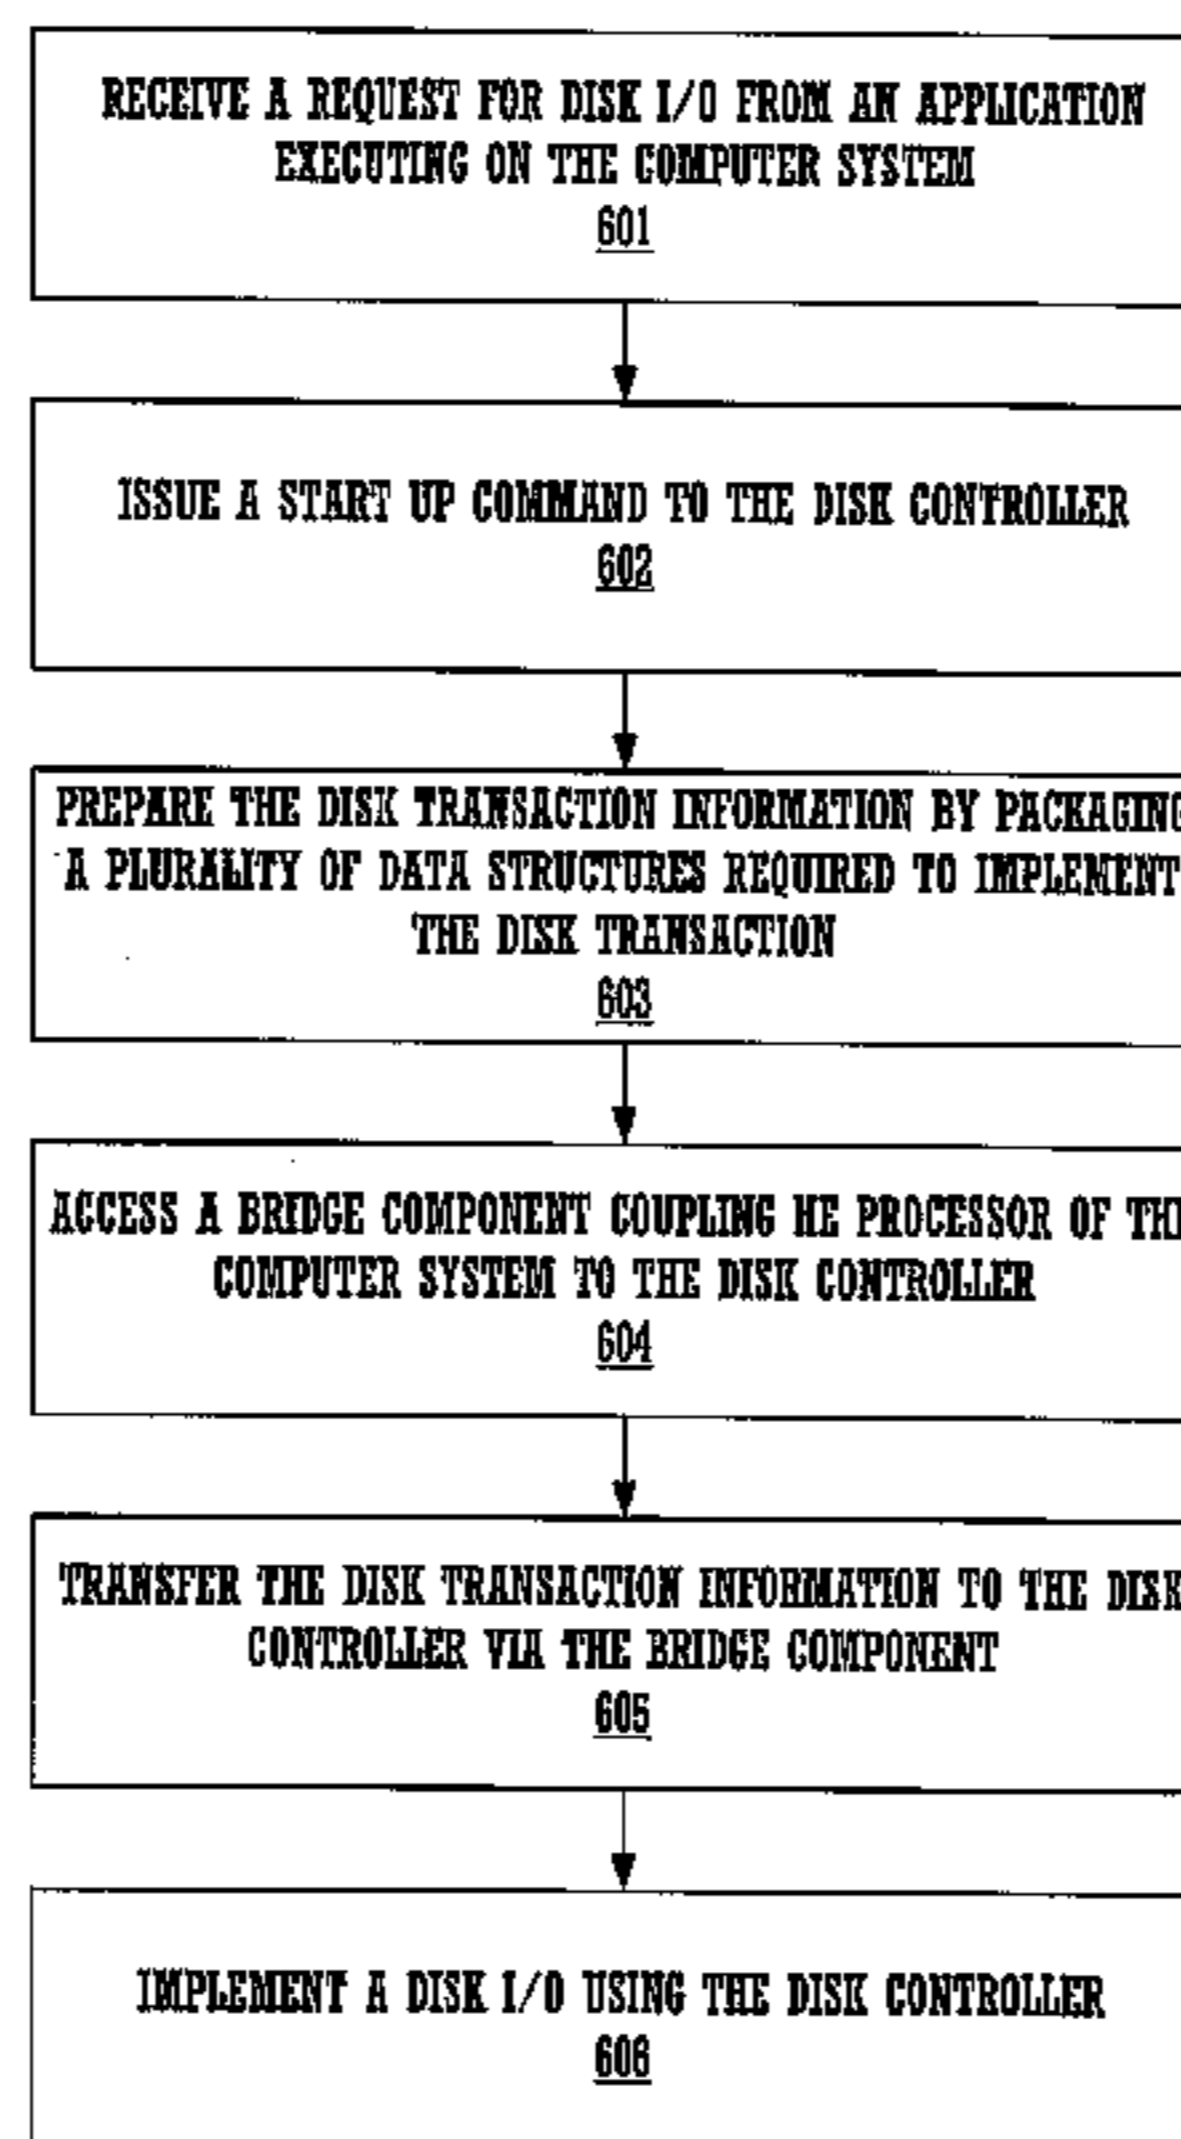 RECEIVE A REQUEST FOR DISK I/O FROM AN APPLICATION
EXECUTING ON THE COMPUTER SYSTEM
601
ISSUE A START UP COMMAND TO THE DISK CONTROLLER
602
PREPARE THE DISK TRANSACTION INFORMATION BY PACKAGING
A PLURALITY OF DATA STRUCTURES REQUIRED TO IMPLEMENT
THE DISK TRANSACTION
603
ACCESS A BRIDGE COMPONENT COUPLING HE PROCESSOR OF THE
COMPUTER SYSTEM TO THE DISK CONTROLLER
604
TRANSFER THE DISK TRANSACTION INFORMATION TO THE DISK
CONTROLLER VIA THE BRIDGE COMPONENT
605
IMPLEMENT A DISK I/O USING THE DISK CONTROLLER
606